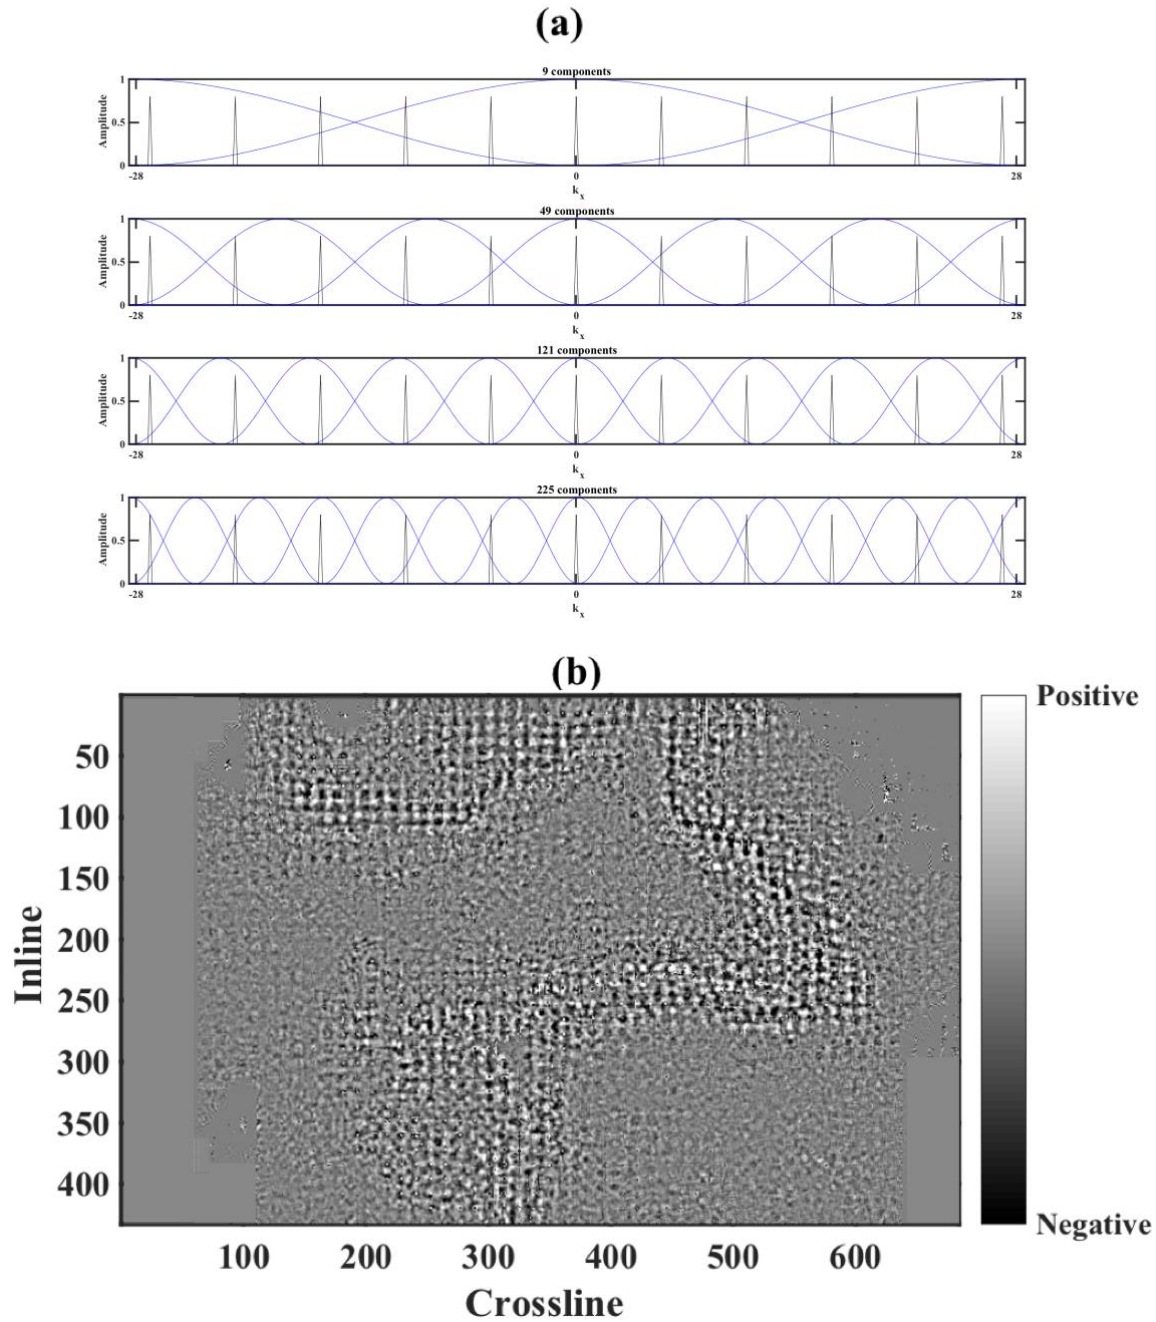 (a)
9 components
Amplitude
1
0.5
0
-28
0
28
k x
49 components
Amplitude
1
0.5
0
-28
0
28
k x
121 components
Amplitude
1
0.5
0
-28
0
28
k x
225 components
Amplitude
1
0.5
0
-28
0
28
k x
(b)
Inline
50
100
150
200
250
300
350
400
100
200
300
400
500
600
Crossline
Positive
Negative